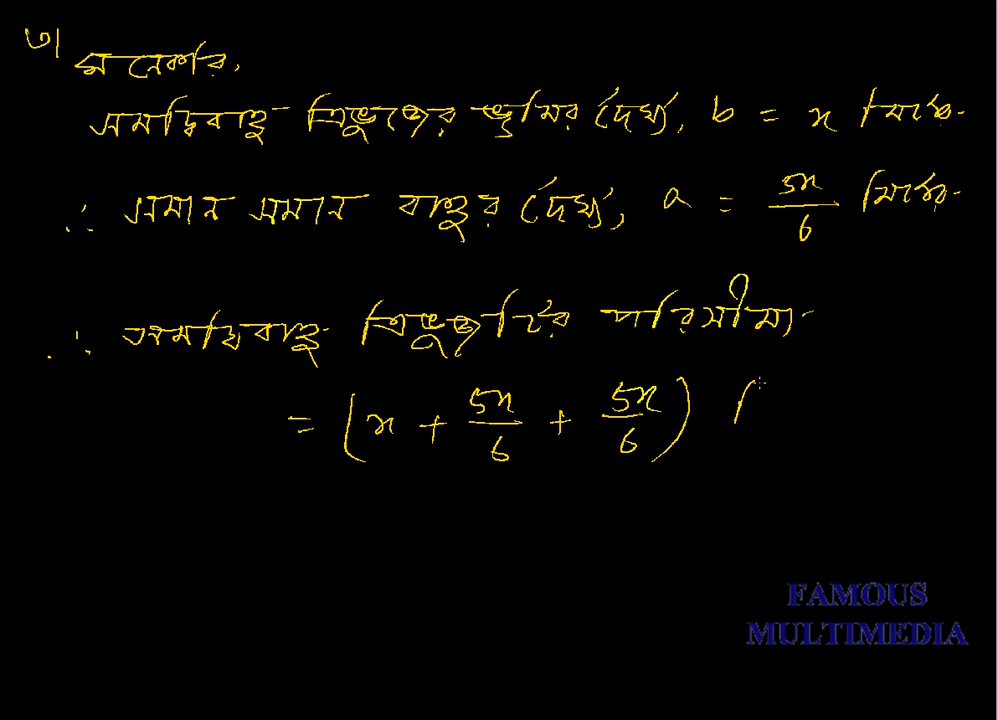 ৩।
মনেকরি,
সমদ্বিবাহু ত্রিভুজের ভূমির দৈর্ঘ্য, b = x মিটার
∴ সমান সমান বাহুর দৈর্ঘ্য, a = 5x/6 মিটার
∴ সমদ্বিবাহু ত্রিভুজটির পরিসীমা
= (x + 5x/6 + 5x/6)
FAMOUS
MULTIMEDIA